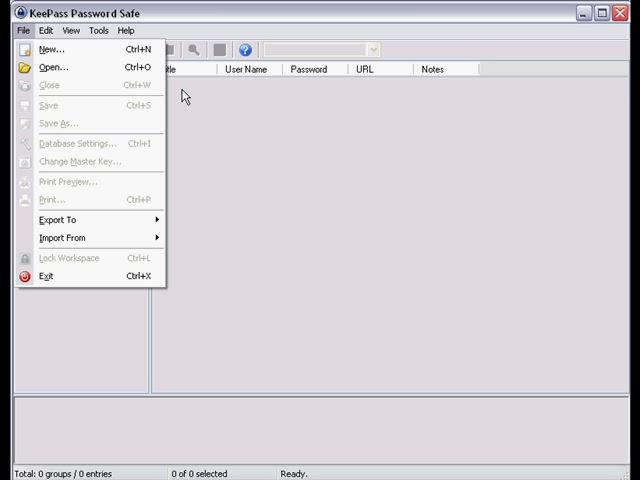 KeePass Password Safe
File Edit View Tools Help
New... Ctrl+N
Open... Ctrl+O
Close Ctrl+W
Save Ctrl+S
Save As...
Database Settings... Ctrl+I
Change Master Key...
Print Preview...
Print... Ctrl+P
Export To
Import From
Lock Workspace Ctrl+L
Exit Ctrl+X
User Name Password URL Notes
Total: 0 groups / 0 entries 0 of 0 selected Ready.